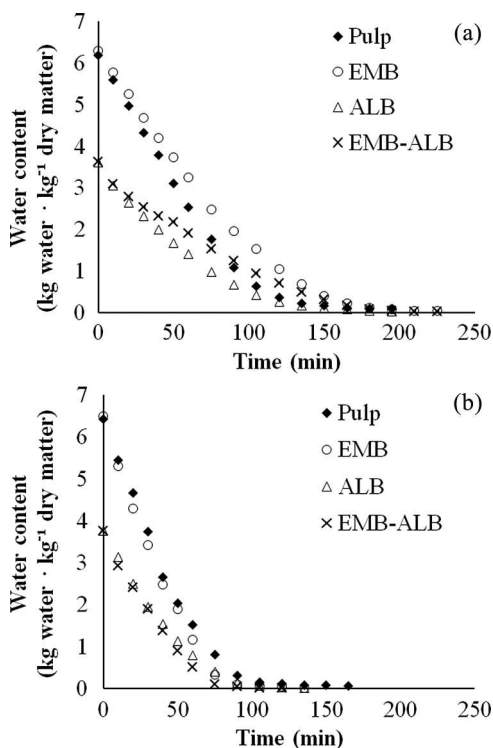 (a)
Pulp
EMB
ALB
EMB-ALB
Water content
(kg water · kg⁻¹ dry matter)
7
6
5
4
3
2
1
0
0 50 100 150 200 250
Time (min)
(b)
Pulp
EMB
ALB
EMB-ALB
Water content
(kg water · kg⁻¹ dry matter)
7
6
5
4
3
2
1
0
0 50 100 150 200 250
Time (min)